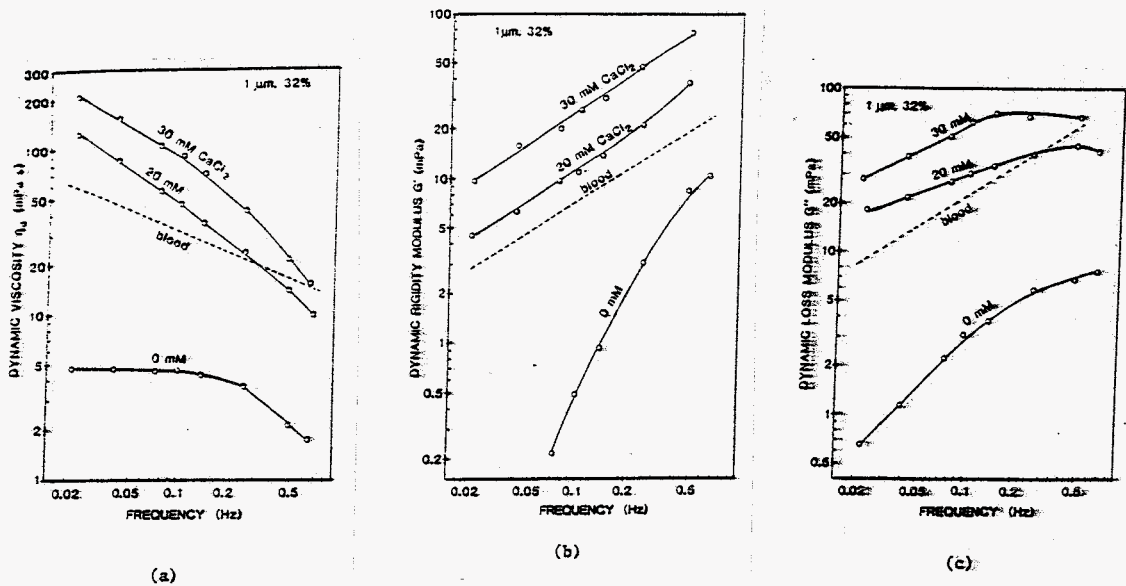 1 μm. 32%
300
200
100
50
20
10
5
2
1
30 mM CaCl₂
20 mM
blood
0 mM
DYNAMIC VISCOSITY ηd (mPa s)
0.02
0.05
0.1
0.2
0.5
FREQUENCY (Hz)
(a)
1μm. 32%
100
50
20
10
5
2
1
0.5
0.2
30 mM CaCl₂
20 mM CaCl₂
blood
0 mM
DYNAMIC RIGIDITY MODULUS G' (mPa)
0.02
0.05
0.1
0.2
0.5
FREQUENCY (Hz)
(b)
1 μm. 32%
100
50
20
10
5
2
1
0.5
30 mM
20 mM
blood
0 mM
DYNAMIC LOSS MODULUS G" (mPa)
0.02
0.05
0.1
0.2
0.5
FREQUENCY (Hz)
(c)